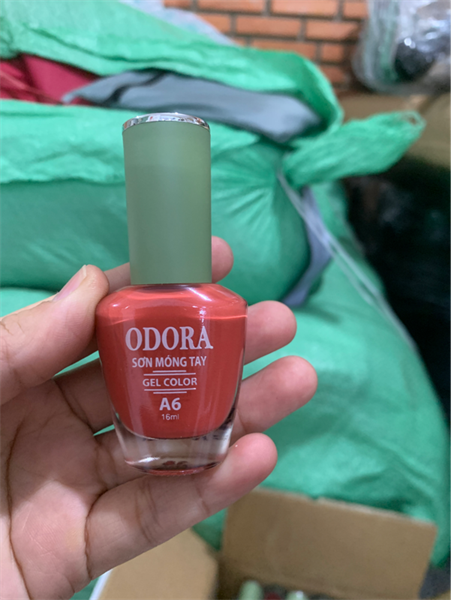 ODORA
SƠN MÓNG TAY
GEL COLOR
A6
16ml